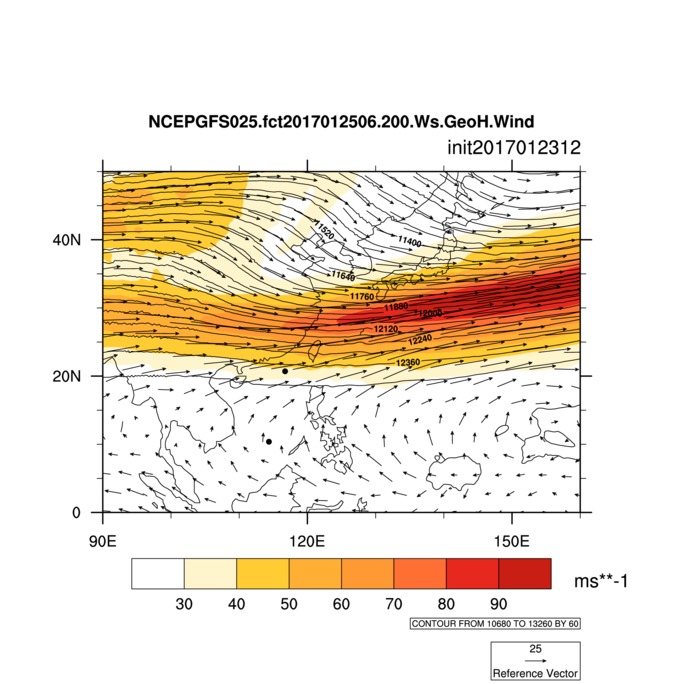 NCEPGFS025.fct2017012506.200.Ws.GeoH.Wind
init2017012312
40N
20N
0
11520
11400
11640
11760
11880
12000
12120
12240
12360
90E 120E 150E
30 40 50 60 70 80 90
ms**-1
CONTOUR FROM 10680 TO 13260 BY 60
25
Reference Vector